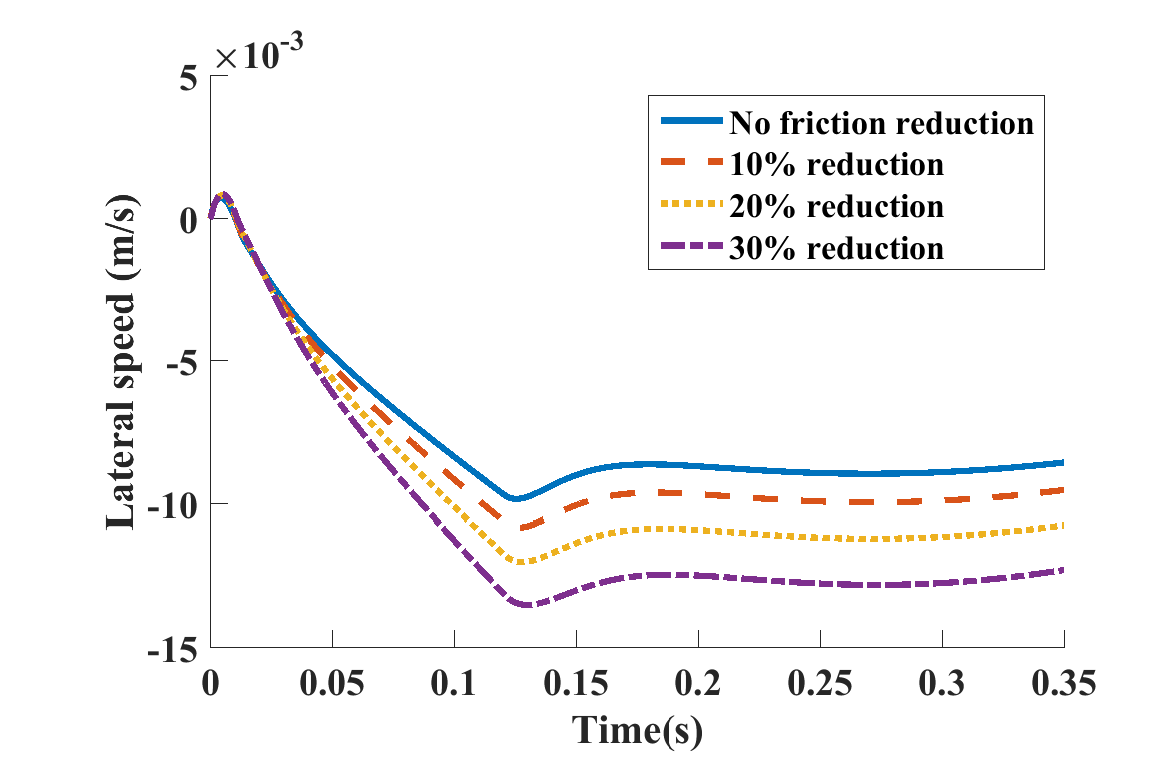 ×10-3
5
0
-5
-10
-15
Lateral speed (m/s)
No friction reduction
10% reduction
20% reduction
30% reduction
0 0.05 0.1 0.15 0.2 0.25 0.3 0.35
Time(s)